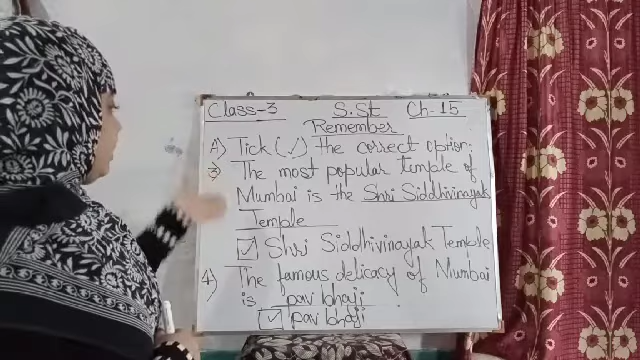 Class-3 S.St Ch-15
Remember
A) Tick (✓) the correct option:
3) The most popular temple of
Mumbai is the Shri Siddhivinayak
Temple
☑ Shri Siddhivinayak Temple
4) The famous delicacy of Mumbai
is pav bhaji.
☑ pav bhaji